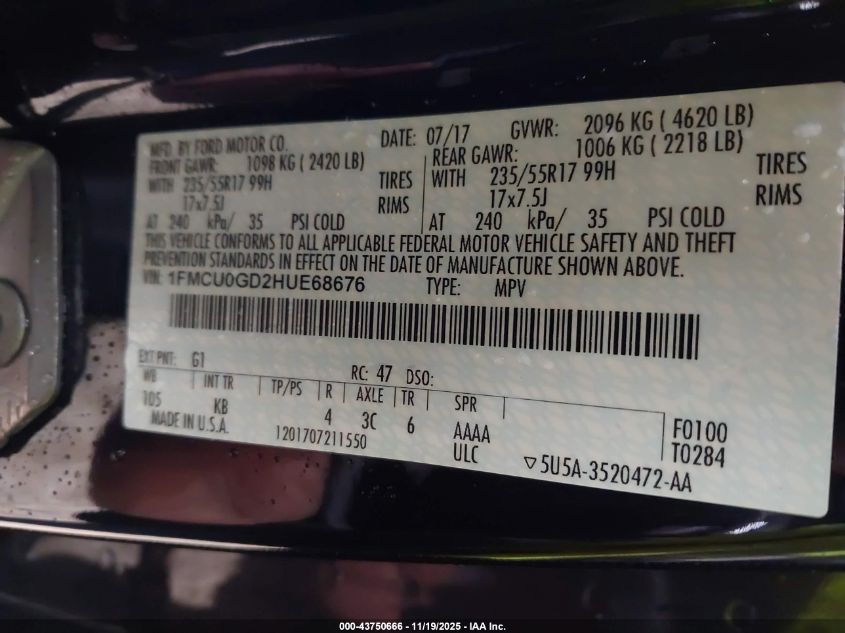 MFD. BY FORD MOTOR CO. DATE: 07/17 GVWR: 2096 KG ( 4620 LB)
FRONT GAWR: 1098 KG ( 2420 LB) REAR GAWR: 1006 KG ( 2218 LB)
WITH 235/55R17 99H TIRES WITH 235/55R17 99H TIRES
17x7.5J RIMS 17x7.5J RIMS
AT 240 kPa/ 35 PSI COLD AT 240 kPa/ 35 PSI COLD
THIS VEHICLE CONFORMS TO ALL APPLICABLE FEDERAL MOTOR VEHICLE SAFETY AND THEFT
PREVENTION STANDARDS IN EFFECT ON THE DATE OF MANUFACTURE SHOWN ABOVE.
VIN: 1FMCU0GD2HUE68676 TYPE: MPV
EXT PNT: G1 RC: 47 DSO:
WB INT TR TP/PS R AXLE TR SPR
105 KB 4 3C 6 AAAA F0100
MADE IN U.S.A. 1201707211550 ULC ▽5U5A-3520472-AA T0284
000-43750666 - 11/19/2025 - IAA Inc.